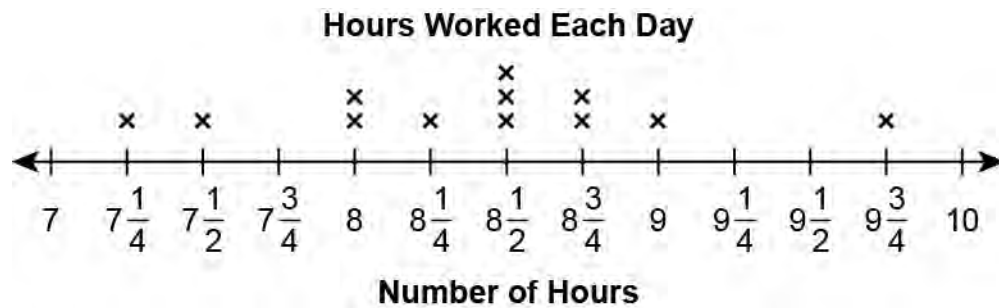 Hours Worked Each Day
7 7 1/4 7 1/2 7 3/4 8 8 1/4 8 1/2 8 3/4 9 9 1/4 9 1/2 9 3/4 10
Number of Hours